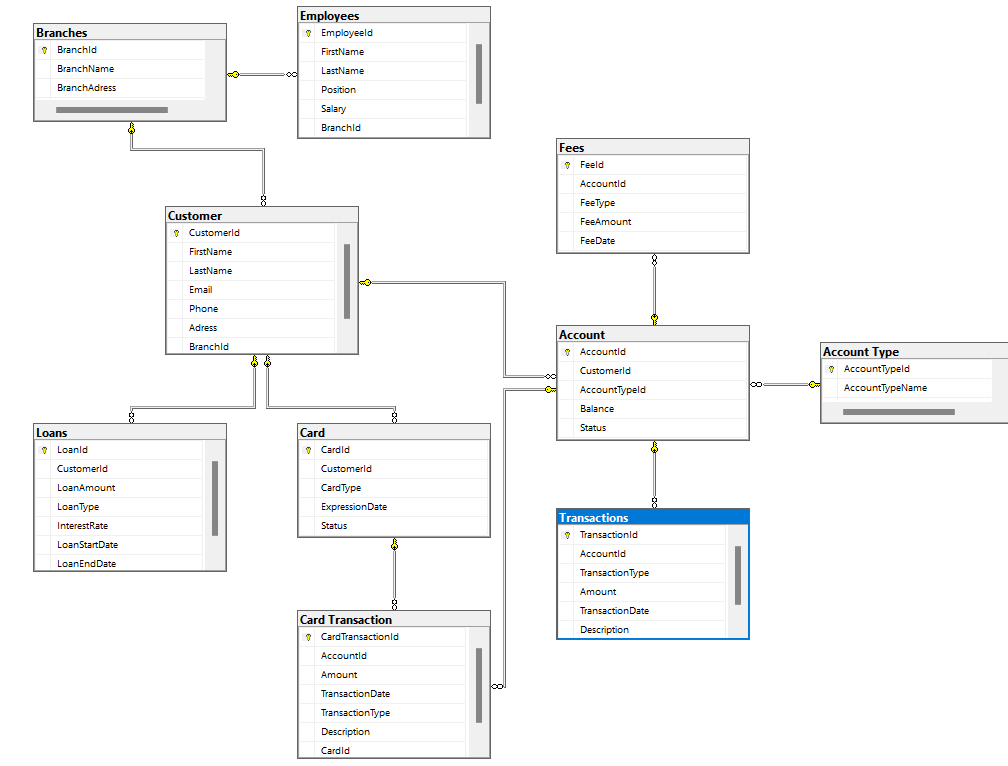 Branches
BranchId
BranchName
BranchAdress
Employees
EmployeeId
FirstName
LastName
Position
Salary
BranchId
Fees
FeeId
AccountId
FeeType
FeeAmount
FeeDate
Customer
CustomerId
FirstName
LastName
Email
Phone
Adress
BranchId
Account
AccountId
CustomerId
AccountTypeId
Balance
Status
Account Type
AccountTypeId
AccountTypeName
Loans
LoanId
CustomerId
LoanAmount
LoanType
InterestRate
LoanStartDate
LoanEndDate
Card
CardId
CustomerId
CardType
ExpressionDate
Status
Transactions
TransactionId
AccountId
TransactionType
Amount
TransactionDate
Description
Card Transaction
CardTransactionId
AccountId
Amount
TransactionDate
TransactionType
Description
CardId